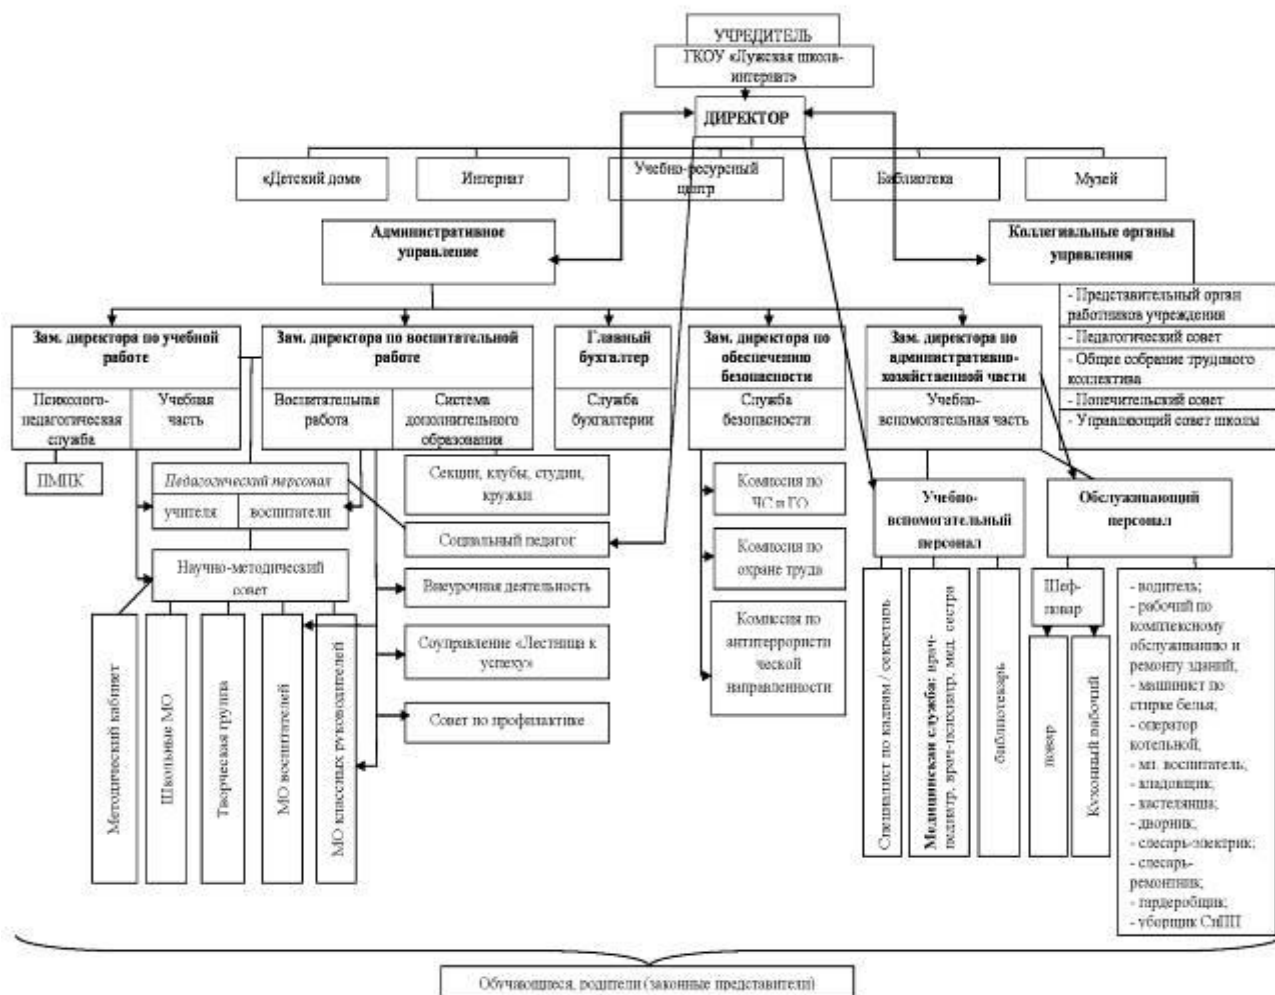 УЧРЕДИТЕЛЬ
ГКОУ «Лужская школа-
интернат»
ДИРЕКТОР
«Детский дом»
Интернат
Учебно-ресурсный
центр
Библиотека
Музей
Административное
управление
Коллегиальные органы
управления
- Представительный орган
работников учреждения
- Педагогический совет
- Общее собрание трудового
коллектива
- Попечительский совет
- Управляющий совет школы
Зам. директора по учебной
работе
Зам. директора по воспитательной
работе
Главный
бухгалтер
Зам. директора по
обеспечению
безопасности
Зам. директора по
административно-
хозяйственной части
Психолого-
педагогическая
служба
Учебная
часть
Воспитательная
работа
Система
дополнительного
образования
Служба
бухгалтерии
Служба
безопасности
Учебно-
вспомогательная часть
ПМПК
Педагогический персонал
учителя
воспитатели
Научно-методический
совет
Секции, клубы, студии,
кружки
Социальный педагог
Внеурочная деятельность
Соуправление «Лестница к
успеху»
Совет по профилактике
Комиссия по
ЧС и ГО
Комиссия по
охране труда
Комиссия по
антитеррористи
ческой
направленности
Учебно-
вспомогательный
персонал
Обслуживающий
персонал
Методический кабинет
Школьные МО
Творческая группа
МО воспитателей
МО классных руководителей
Специалист по кадрам / секретарь
Медицинская служба: врач-
педиатр, врач-психиатр, мед. сестра
библиотекарь
Шеф-
повар
повар
Кухонный рабочий
- водитель;
- рабочий по
комплексному
обслуживанию и
ремонту зданий;
- машинист по
стирке белья;
- оператор
котельной;
- мл. воспитатель;
- кладовщик;
- кастелянша;
- дворник;
- слесарь-электрик;
- слесарь-
ремонтник;
- гардеробщик;
- уборщик СиПП
Обучающиеся, родители (законные представители)